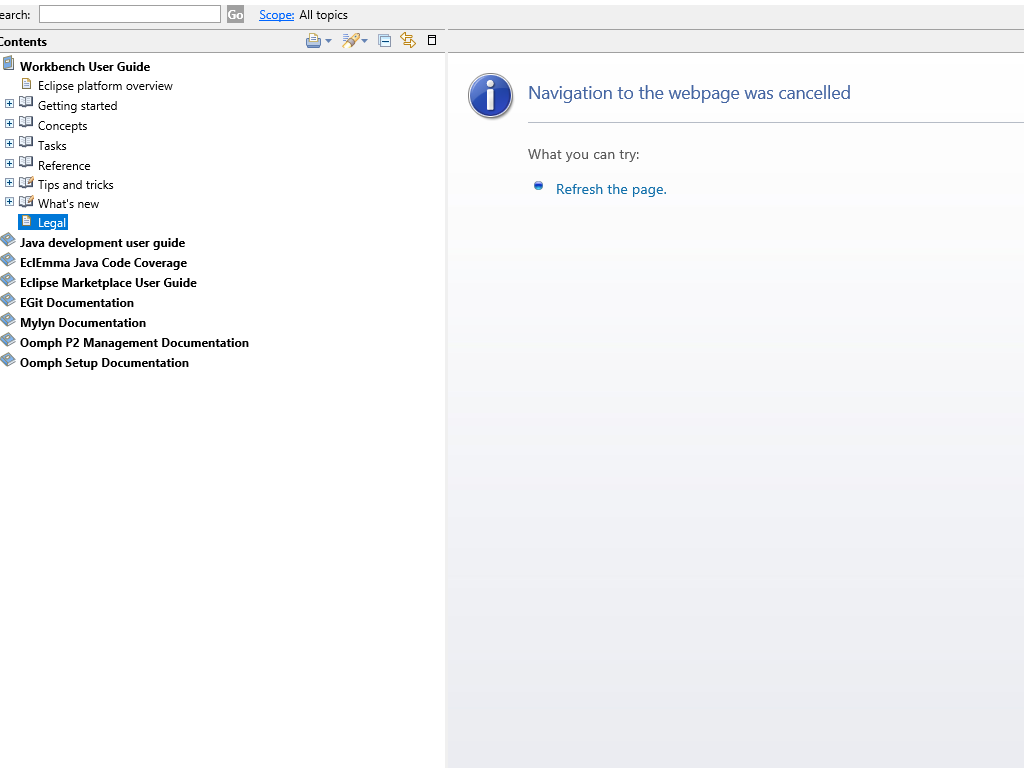 earch: Go Scope: All topics
Contents
Workbench User Guide
Eclipse platform overview
Getting started
Concepts
Tasks
Reference
Tips and tricks
What's new
Legal
Java development user guide
EclEmma Java Code Coverage
Eclipse Marketplace User Guide
EGit Documentation
Mylyn Documentation
Oomph P2 Management Documentation
Oomph Setup Documentation
Navigation to the webpage was cancelled
What you can try:
Refresh the page.